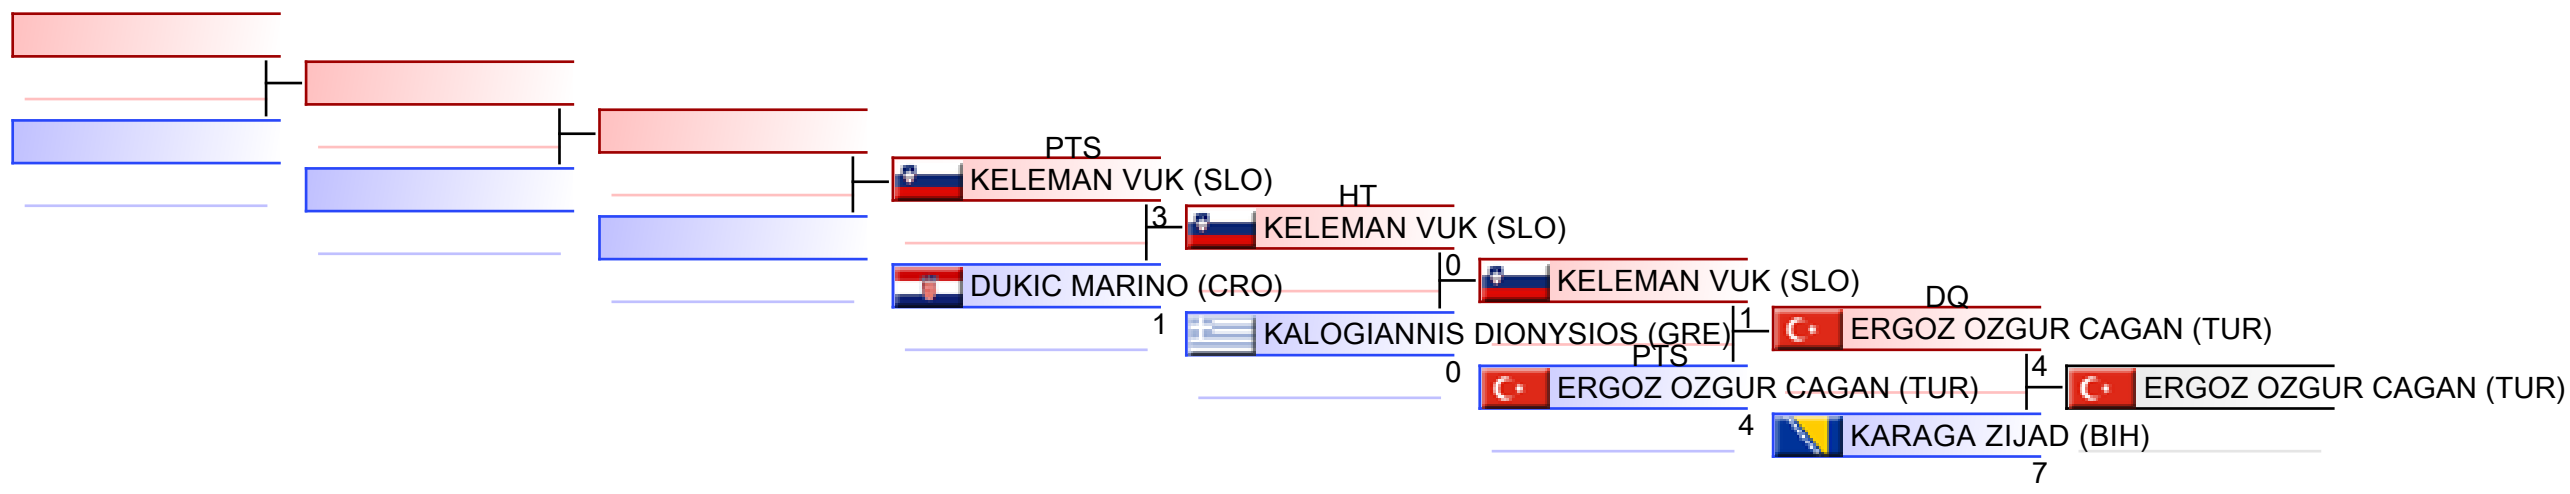 PTS
KELEMAN VUK (SLO)
3
DUKIC MARINO (CRO)
1
HT
KELEMAN VUK (SLO)
0
KALOGIANNIS DIONYSIOS (GRE)
0
KELEMAN VUK (SLO)
1
PTS
ERGOZ OZGUR CAGAN (TUR)
4
DQ
ERGOZ OZGUR CAGAN (TUR)
4
KARAGA ZIJAD (BIH)
7
ERGOZ OZGUR CAGAN (TUR)